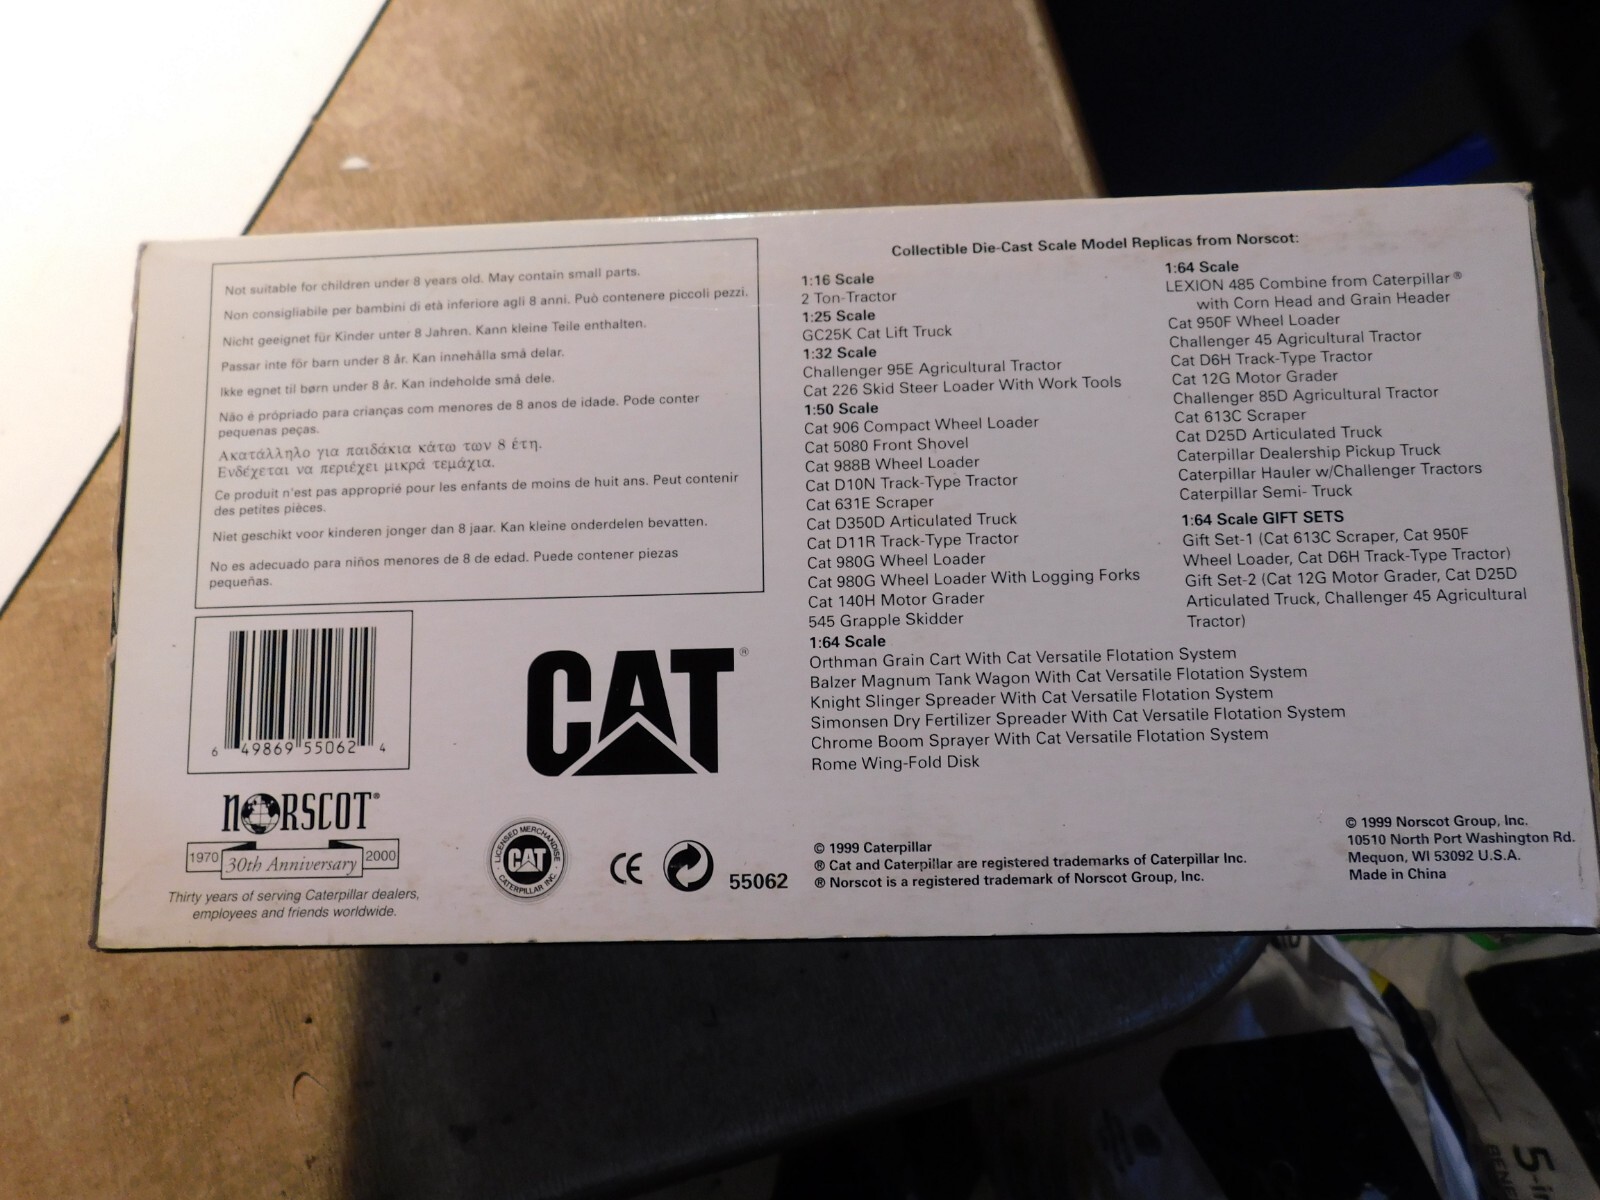 Not suitable for children under 8 years old. May contain small parts.
Non consigliabile per bambini di età inferiore agli 8 anni. Può contenere piccoli pezzi.
Nicht geeignet für Kinder unter 8 Jahren. Kann kleine Teile enthalten.
Passar inte för barn under 8 år. Kan innehålla små delar.
Ikke egnet til børn under 8 år. Kan indeholde små dele.
Não é própriado para crianças com menores de 8 anos de idade. Pode conter
pequenas peças.
Ακατάλληλο για παιδάκια κάτω των 8 έτη.
Ενδέχεται να περιέχει μικρά τεμάχια.
Ce produit n'est pas approprié pour les enfants de moins de huit ans. Peut contenir
des petites pièces.
Niet geschikt voor kinderen jonger dan 8 jaar. Kan kleine onderdelen bevatten.
No es adecuado para niños menores de 8 de edad. Puede contener piezas
pequeñas.
6 49869 55062 4
NORSCOT®
1970 30th Anniversary 2000
Thirty years of serving Caterpillar dealers,
employees and friends worldwide.
CAT®
LICENSED MERCHANDISE
CAT
CATERPILLAR INC.
CE
55062
Collectible Die-Cast Scale Model Replicas from Norscot:
1:16 Scale
2 Ton-Tractor
1:25 Scale
GC25K Cat Lift Truck
1:32 Scale
Challenger 95E Agricultural Tractor
Cat 226 Skid Steer Loader With Work Tools
1:50 Scale
Cat 906 Compact Wheel Loader
Cat 5080 Front Shovel
Cat 988B Wheel Loader
Cat D10N Track-Type Tractor
Cat 631E Scraper
Cat D350D Articulated Truck
Cat D11R Track-Type Tractor
Cat 980G Wheel Loader
Cat 980G Wheel Loader With Logging Forks
Cat 140H Motor Grader
545 Grapple Skidder
1:64 Scale
Orthman Grain Cart With Cat Versatile Flotation System
Balzer Magnum Tank Wagon With Cat Versatile Flotation System
Knight Slinger Spreader With Cat Versatile Flotation System
Simonsen Dry Fertilizer Spreader With Cat Versatile Flotation System
Chrome Boom Sprayer With Cat Versatile Flotation System
Rome Wing-Fold Disk
1:64 Scale
LEXION 485 Combine from Caterpillar®
with Corn Head and Grain Header
Cat 950F Wheel Loader
Challenger 45 Agricultural Tractor
Cat D6H Track-Type Tractor
Cat 12G Motor Grader
Challenger 85D Agricultural Tractor
Cat 613C Scraper
Cat D25D Articulated Truck
Caterpillar Dealership Pickup Truck
Caterpillar Hauler w/Challenger Tractors
Caterpillar Semi- Truck
1:64 Scale GIFT SETS
Gift Set-1 (Cat 613C Scraper, Cat 950F
Wheel Loader, Cat D6H Track-Type Tractor)
Gift Set-2 (Cat 12G Motor Grader, Cat D25D
Articulated Truck, Challenger 45 Agricultural
Tractor)
© 1999 Caterpillar
® Cat and Caterpillar are registered trademarks of Caterpillar Inc.
® Norscot is a registered trademark of Norscot Group, Inc.
© 1999 Norscot Group, Inc.
10510 North Port Washington Rd.
Mequon, WI 53092 U.S.A.
Made in China